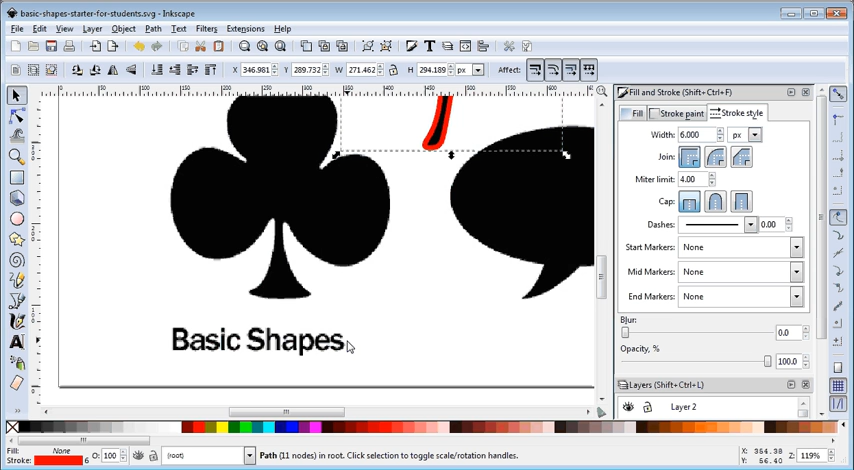 basic-shapes-starter-for-students.svg - Inkscape
File Edit View Layer Object Path Text Filters Extensions Help
X 346.981 Y 289.732 W 271.462 H 294.189 px Affect:
Fill and Stroke (Shift+Ctrl+F)
Fill Stroke paint Stroke style
Width: 6.000 px
Join:
Miter limit: 4.00
Cap:
Dashes: 0.00
Start Markers: None
Mid Markers: None
End Markers: None
Blur:
0.0
Opacity, %
100.0
Layers (Shift+Ctrl+L)
Layer 2
Basic Shapes
Fill: None
Stroke: 6
O: 100
(root)
Path (11 nodes) in root. Click selection to toggle scale/rotation handles.
X: 354.38
Y: 56.40
Z: 119%